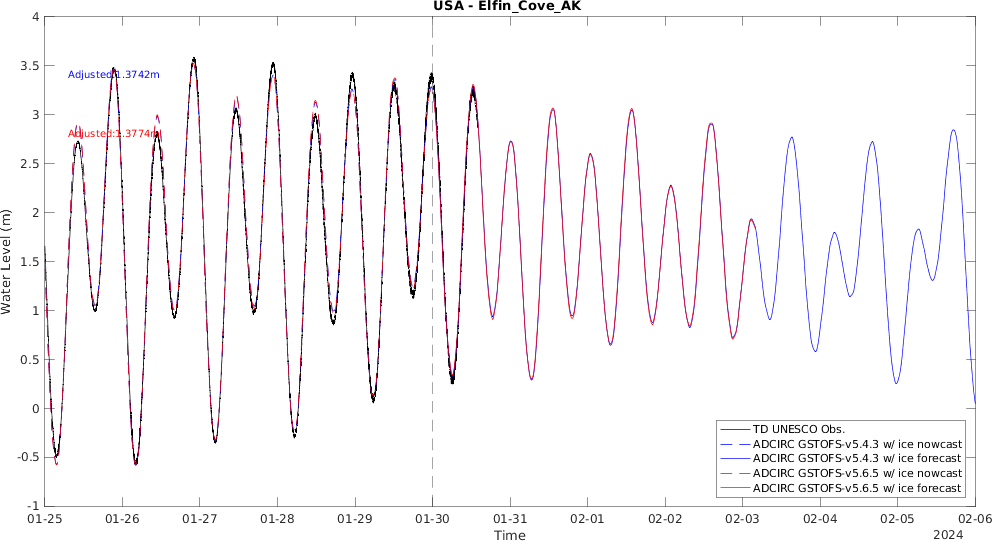 USA - Elfin_Cove_AK
Water Level (m)
4
3.5
3
2.5
2
1.5
1
0.5
0
-0.5
-1
Adjusted:1.3742m
Adjusted:1.3774m
TD UNESCO Obs.
ADCIRC GSTOFS-v5.4.3 w/ ice nowcast
ADCIRC GSTOFS-v5.4.3 w/ ice forecast
ADCIRC GSTOFS-v5.6.5 w/ ice nowcast
ADCIRC GSTOFS-v5.6.5 w/ ice forecast
01-25 01-26 01-27 01-28 01-29 01-30 01-31 02-01 02-02 02-03 02-04 02-05 02-06
Time
2024